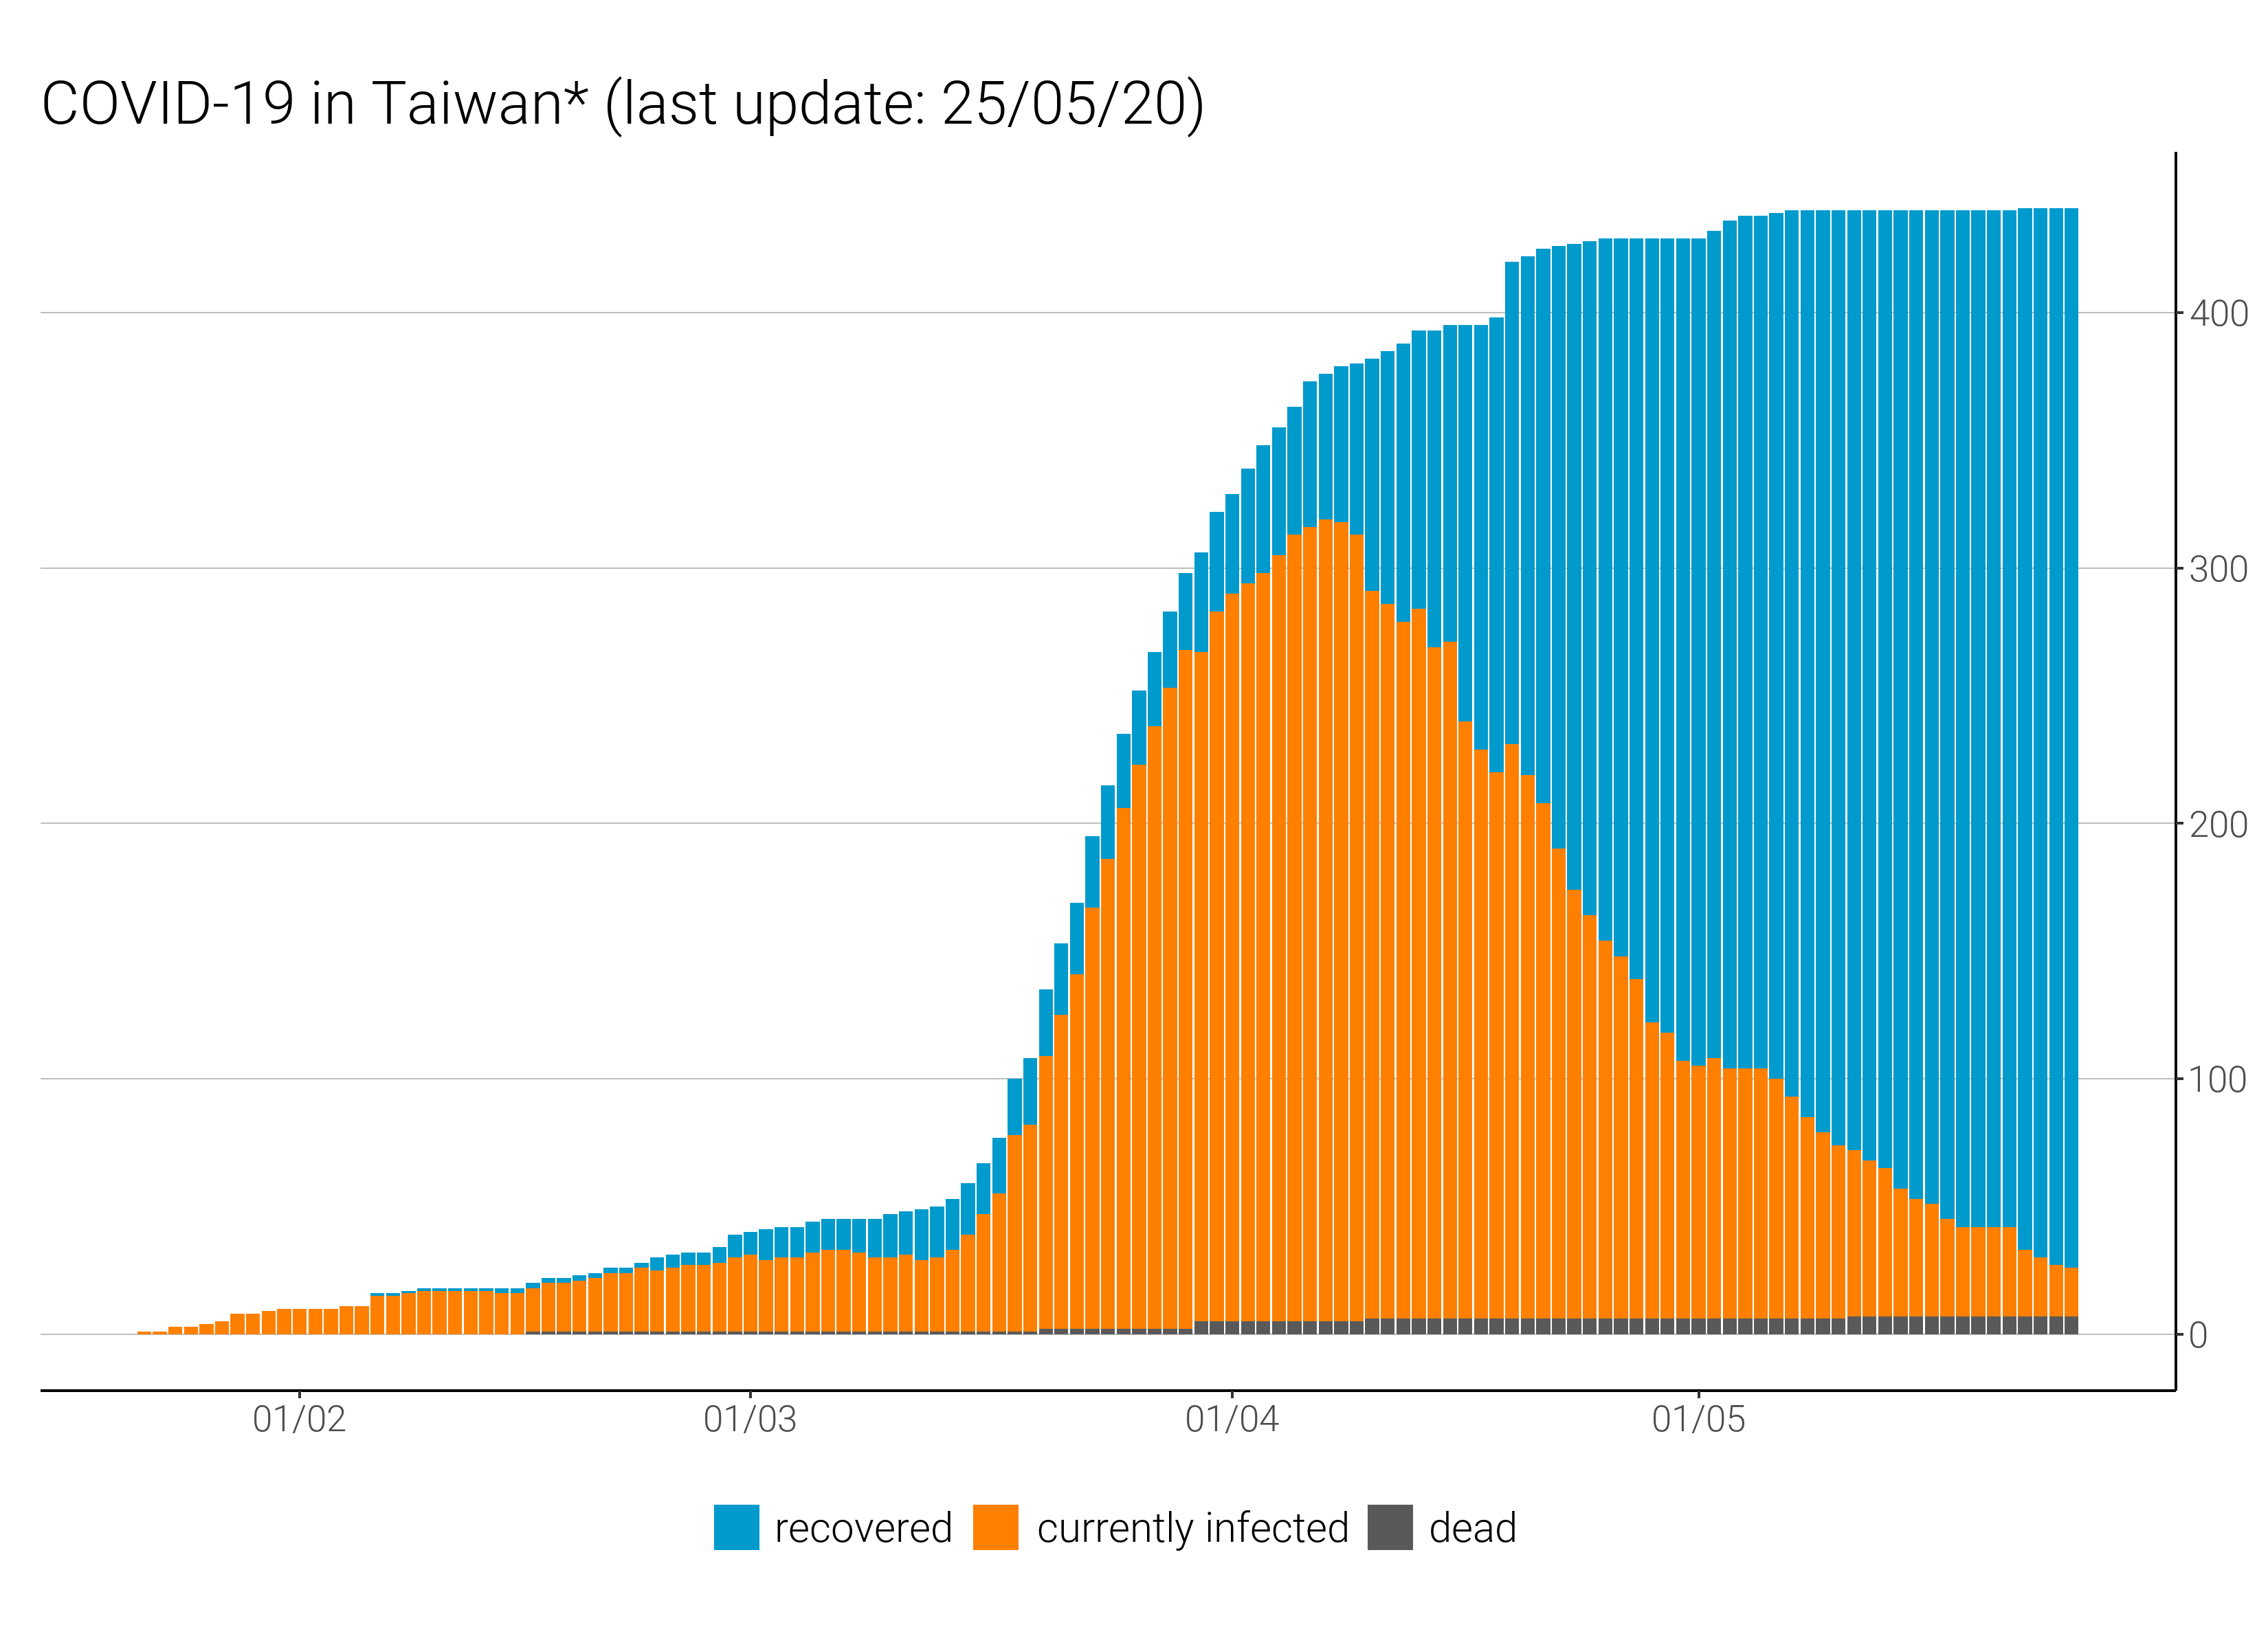 COVID-19 in Taiwan* (last update: 25/05/20)
400
300
200
100
0
01/02 01/03 01/04 01/05
recovered currently infected dead